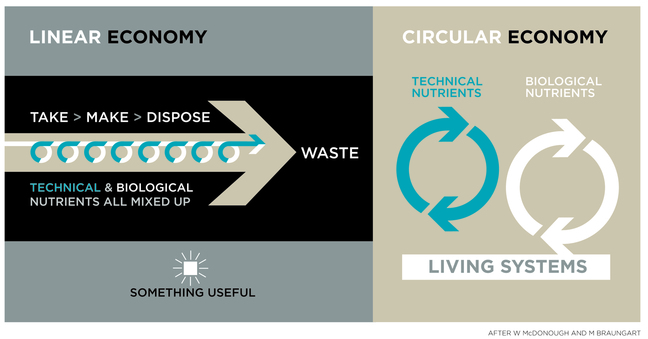 LINEAR ECONOMY
TAKE > MAKE > DISPOSE
WASTE
TECHNICAL & BIOLOGICAL
NUTRIENTS ALL MIXED UP
SOMETHING USEFUL
CIRCULAR ECONOMY
TECHNICAL
NUTRIENTS
BIOLOGICAL
NUTRIENTS
LIVING SYSTEMS
AFTER W McDONOUGH AND M BRAUNGART